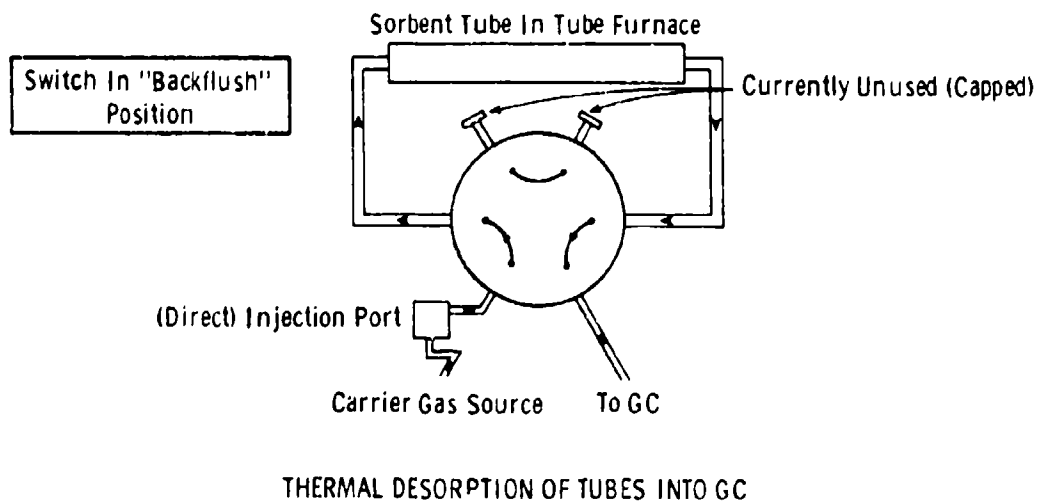 Sorbent Tube In Tube Furnace
Switch In "Backflush"
Position
Currently Unused (Capped)
(Direct) Injection Port
Carrier Gas Source
To GC
THERMAL DESORPTION OF TUBES INTO GC